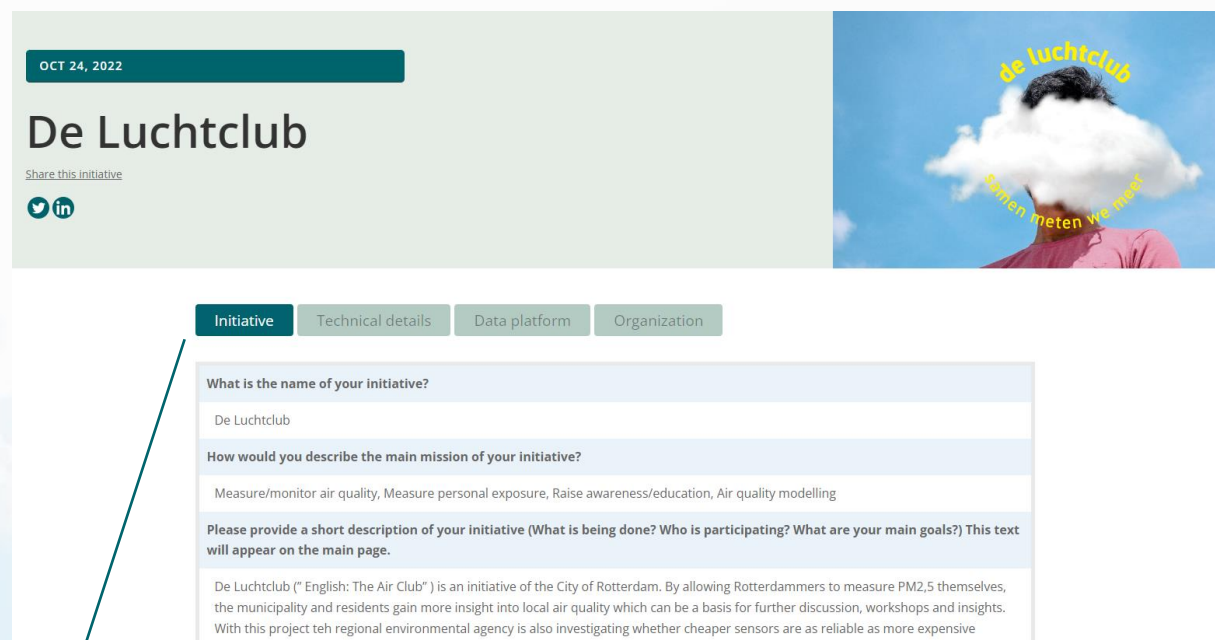 OCT 24, 2022
De Luchtclub
Share this initiative
de luchtclub
samen meten we meer
Initiative
Technical details
Data platform
Organization
What is the name of your initiative?
De Luchtclub
How would you describe the main mission of your initiative?
Measure/monitor air quality, Measure personal exposure, Raise awareness/education, Air quality modelling
Please provide a short description of your initiative (What is being done? Who is participating? What are your main goals?) This text
will appear on the main page.
De Luchtclub (” English: The Air Club” ) is an initiative of the City of Rotterdam. By allowing Rotterdammers to measure PM2,5 themselves,
the municipality and residents gain more insight into local air quality which can be a basis for further discussion, workshops and insights.
With this project teh regional environmental agency is also investigating whether cheaper sensors are as reliable as more expensive